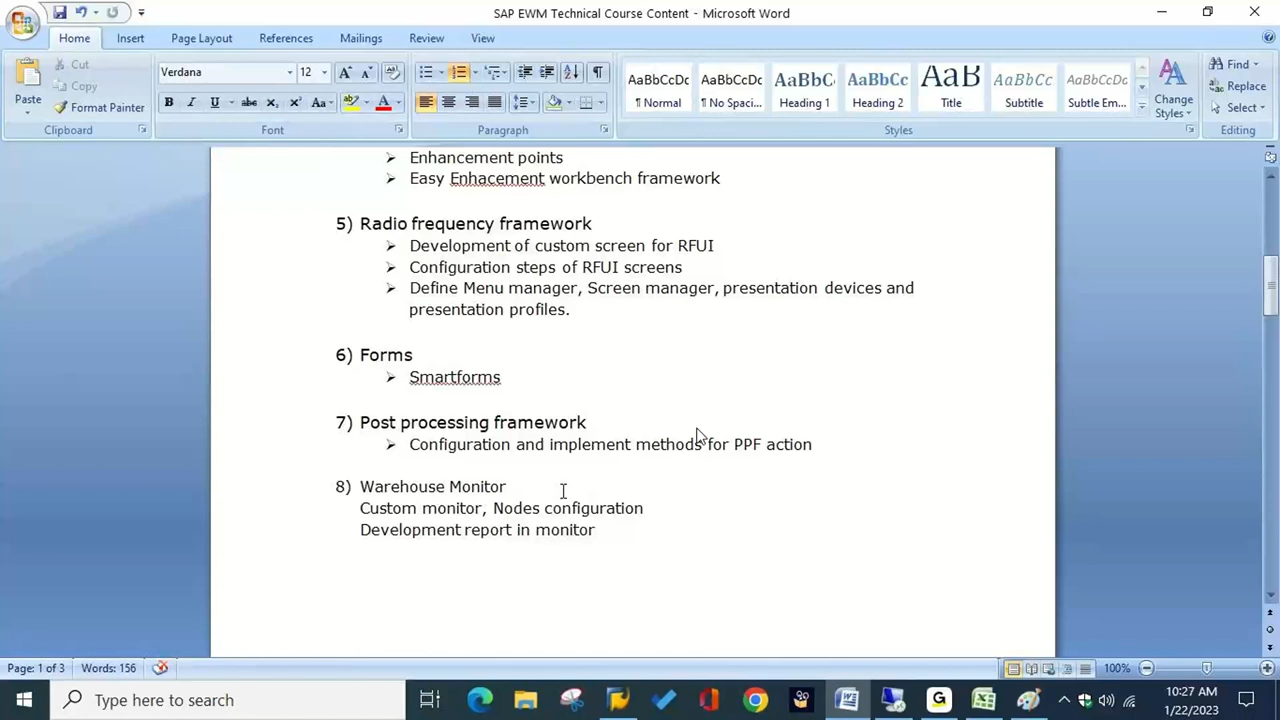 SAP EWM Technical Course Content - Microsoft Word
Home Insert Page Layout References Mailings Review View
Paste
Cut
Copy
Format Painter
Clipboard
Verdana 12
Font
Paragraph
AaBbCcDc AaBbCcDc AaBbC AaBbCc AaB AaBbCc AaBbCcDc
¶ Normal ¶ No Spaci... Heading 1 Heading 2 Title Subtitle Subtle Em...
Change
Styles
Styles
Find
Replace
Select
Editing
➢ Enhancement points
➢ Easy Enhacement workbench framework
5) Radio frequency framework
➢ Development of custom screen for RFUI
➢ Configuration steps of RFUI screens
➢ Define Menu manager, Screen manager, presentation devices and
presentation profiles.
6) Forms
➢ Smartforms
7) Post processing framework
➢ Configuration and implement methods for PPF action
8) Warehouse Monitor
Custom monitor, Nodes configuration
Development report in monitor
Page: 1 of 3 Words: 156 100%
Type here to search
10:27 AM
1/22/2023